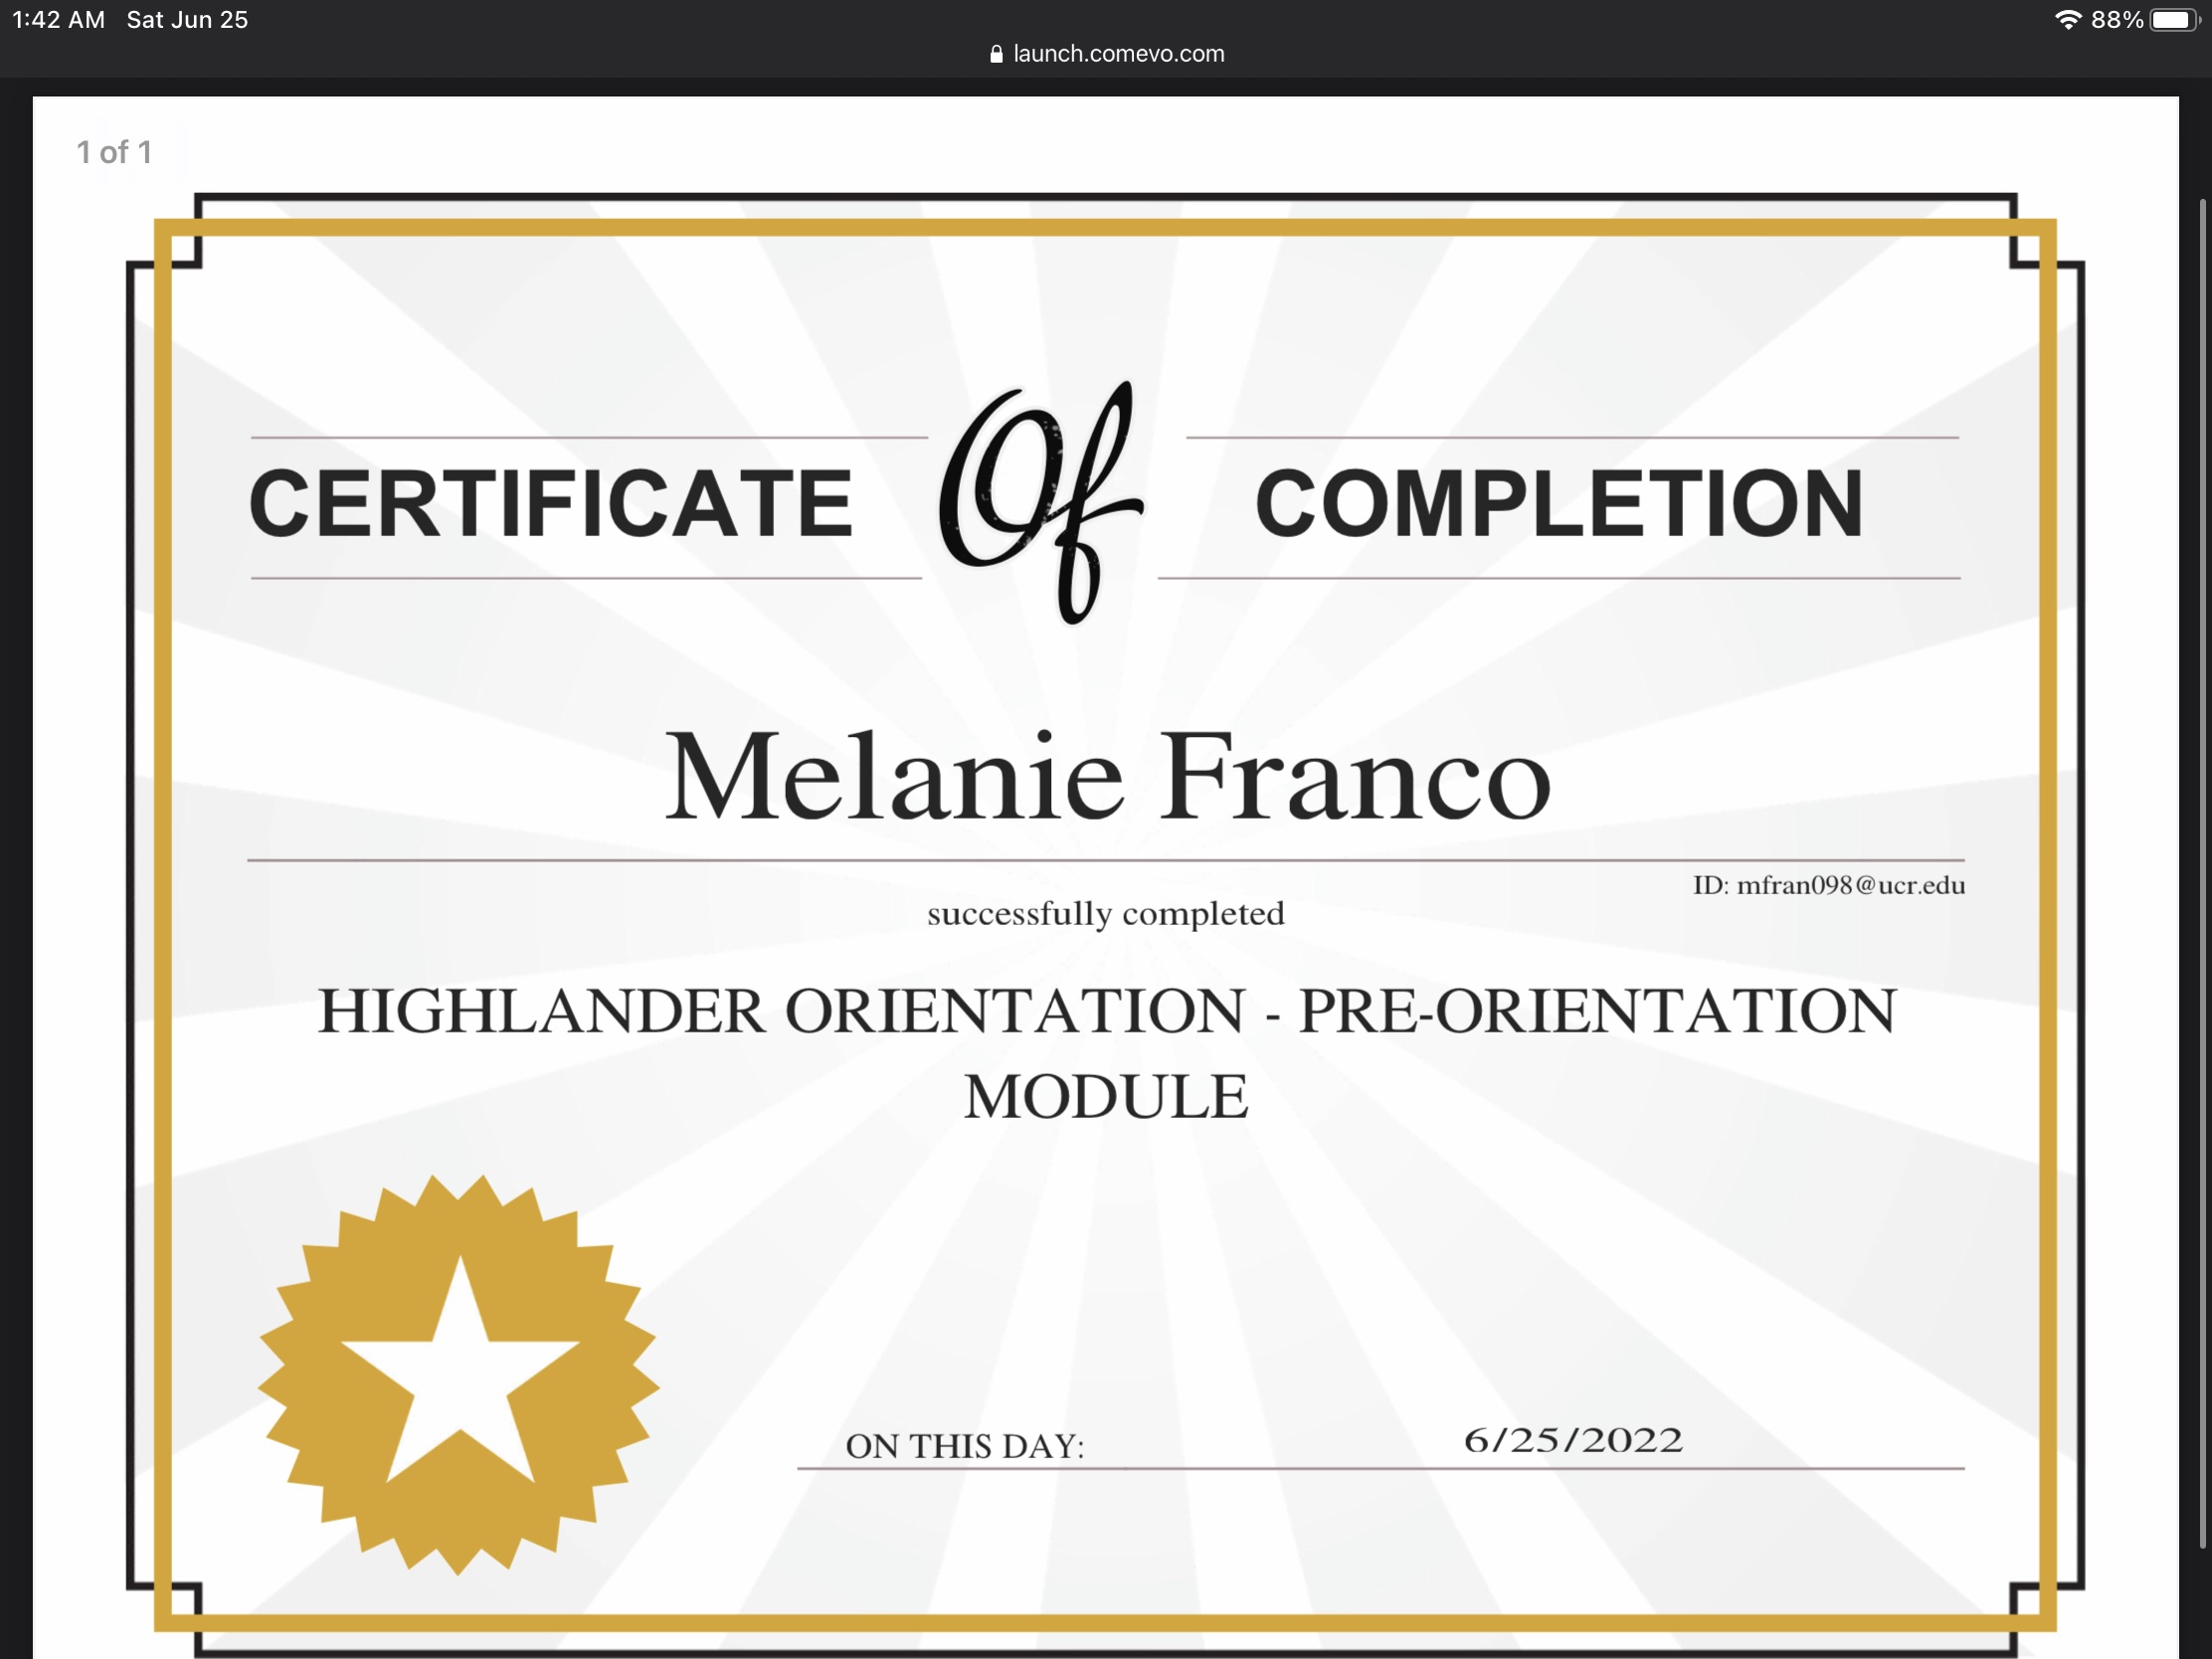 1:42 AM Sat Jun 25
88%
launch.comevo.com
1 of 1
CERTIFICATE Of COMPLETION
Melanie Franco
ID: mfran098@ucr.edu
successfully completed
HIGHLANDER ORIENTATION - PRE-ORIENTATION
MODULE
ON THIS DAY: 6/25/2022